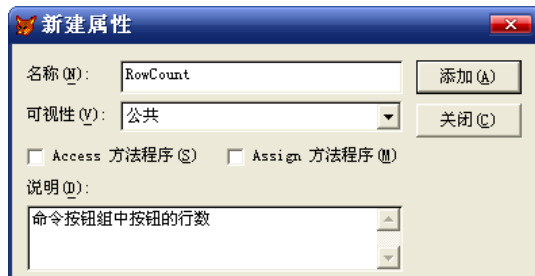 新建属性
名称(N): RowCount 添加(A)
可视性(V): 公共 关闭(C)
Access 方法程序(S) Assign 方法程序(M)
说明(D):
命令按钮组中按钮的行数